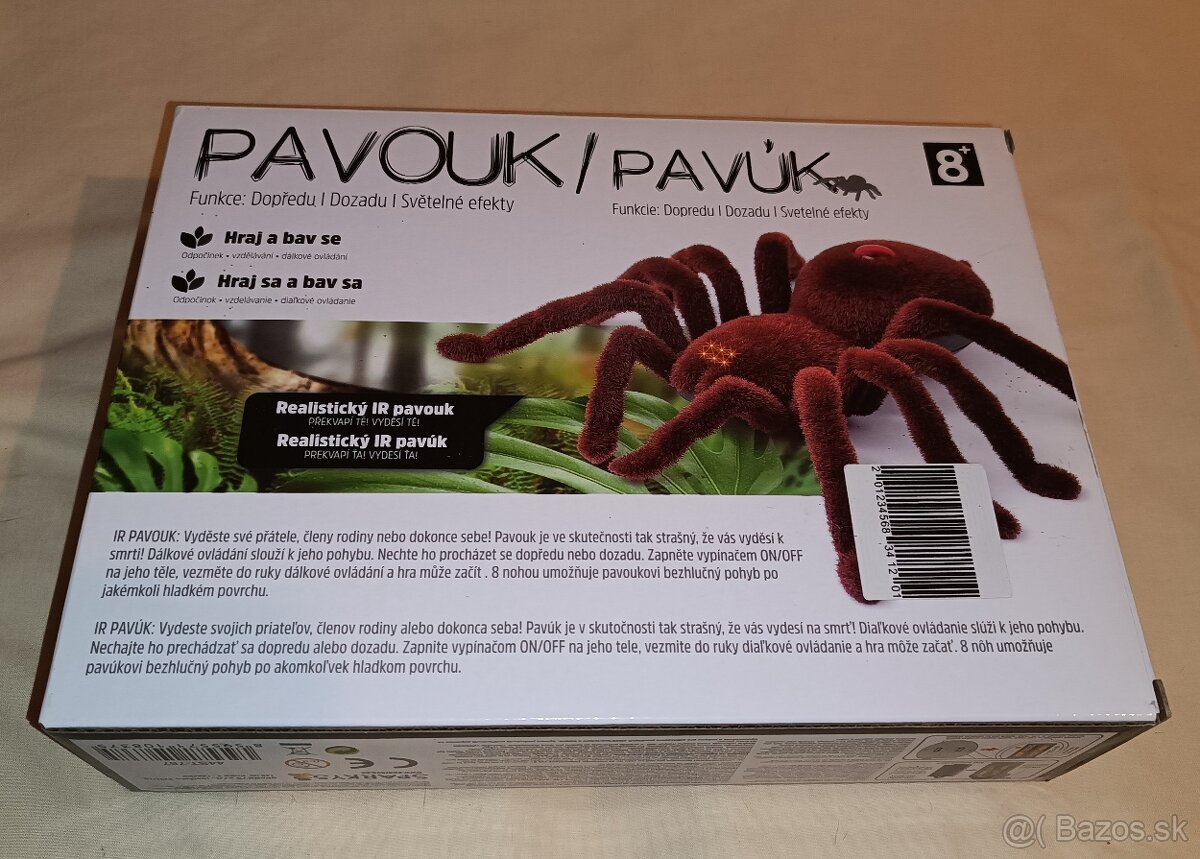 PAVOUK / PAVÚK
8+
Funkce: Dopředu I Dozadu I Světelné efekty
Funkcie: Dopredu I Dozadu I Svetelné efekty
Hraj a bav se
Odpočinek • vzdělávání • dálkové ovládání
Hraj sa a bav sa
Odpočinok • vzdelávanie • diaľkové ovládanie
Realistický IR pavouk
PŘEKVAPÍ TĚ! VYDĚSÍ TĚ!
Realistický IR pavúk
PREKVAPÍ ŤA! VYDESÍ ŤA!
2 101234568 3412 01
IR PAVOUK: Vyděste své přátele, členy rodiny nebo dokonce sebe! Pavouk je ve skutečnosti tak strašný, že vás vyděsí k
smrti! Dálkové ovládání slouží k jeho pohybu. Nechte ho procházet se dopředu nebo dozadu. Zapněte vypínačem ON/OFF
na jeho těle, vezměte do ruky dálkové ovládání a hra může začít . 8 nohou umožňuje pavoukovi bezhlučný pohyb po
jakémkoli hladkém povrchu.
IR PAVÚK: Vydeste svojich priateľov, členov rodiny alebo dokonca seba! Pavúk je v skutočnosti tak strašný, že vás vydesí na smrť! Diaľkové ovládanie slúži k jeho pohybu.
Nechajte ho prechádzať sa dopredu alebo dozadu. Zapnite vypínačom ON/OFF na jeho tele, vezmite do ruky diaľkové ovládanie a hra môže začať. 8 nôh umožňuje
pavúkovi bezhlučný pohyb po akomkoľvek hladkom povrchu.
SPARKYS
CE
@( Bazos.sk